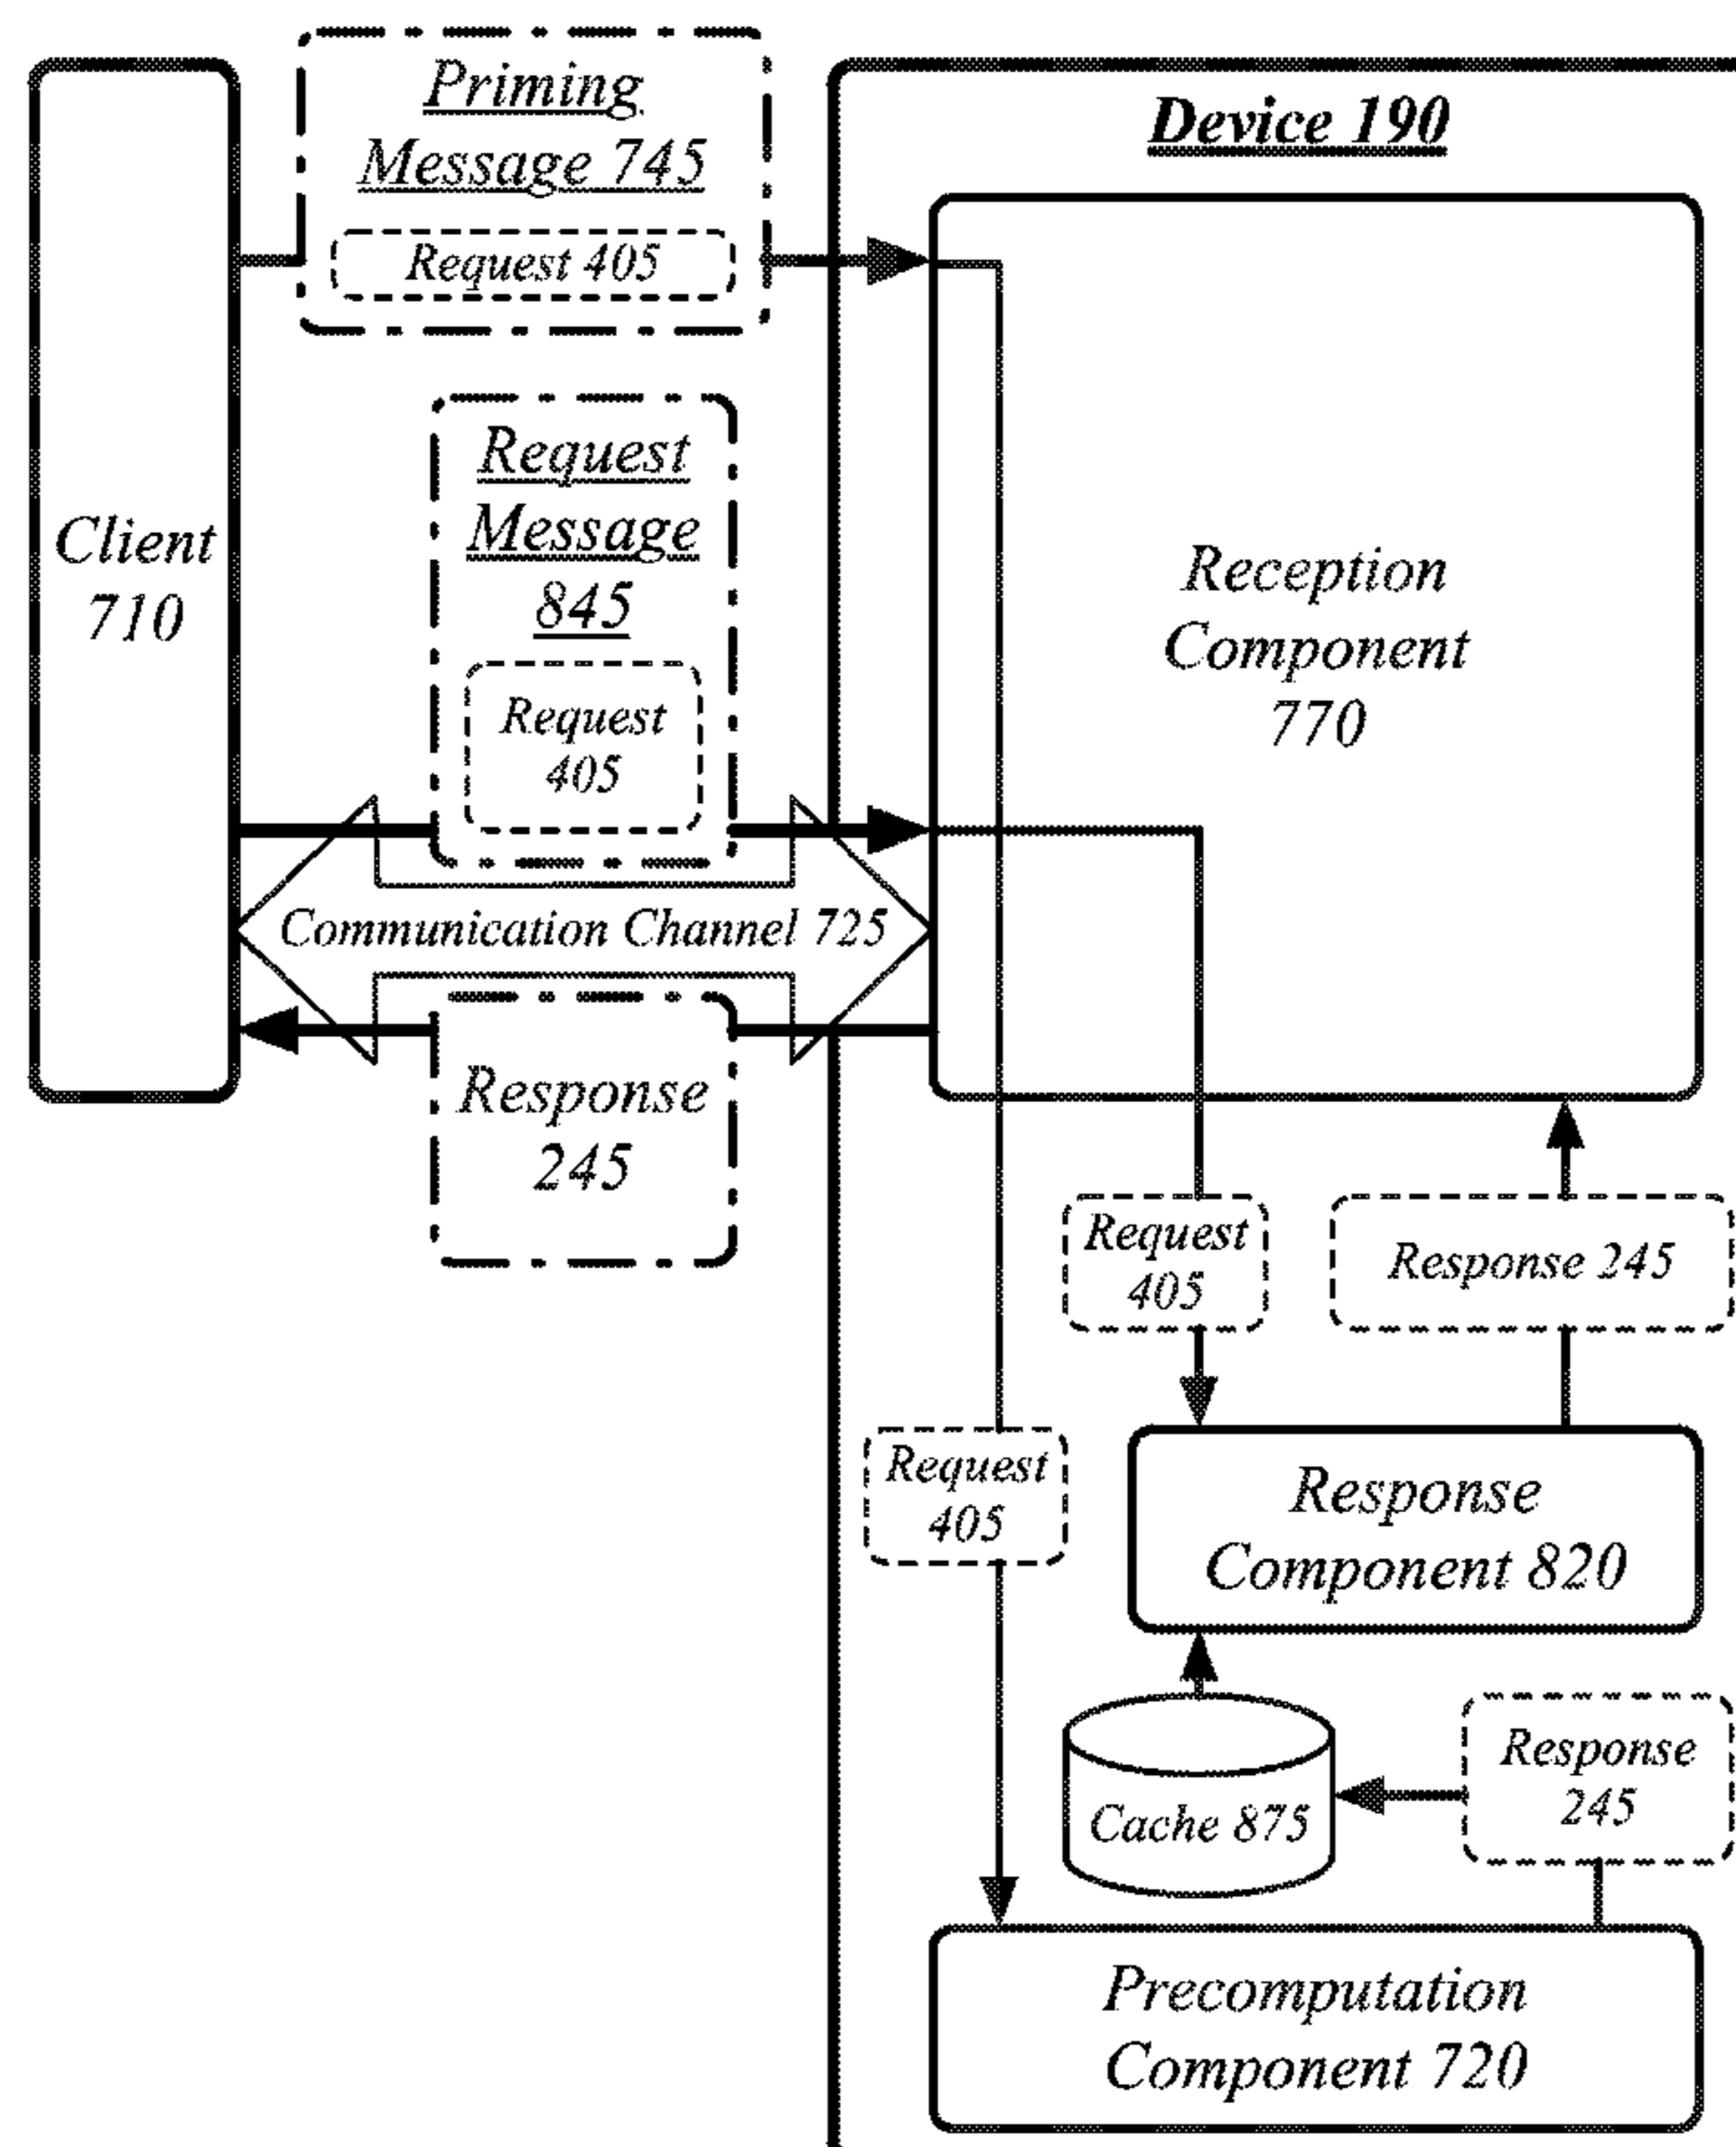 Priming
Message 745
Request 405
Device 190
Client
710
Request
Message
845
Request
405
Reception
Component
770
Communication Channel 725
Response
245
Request
405
Response 245
Request
405
Response
Component 820
Cache 875
Response
245
Precomputation
Component 720